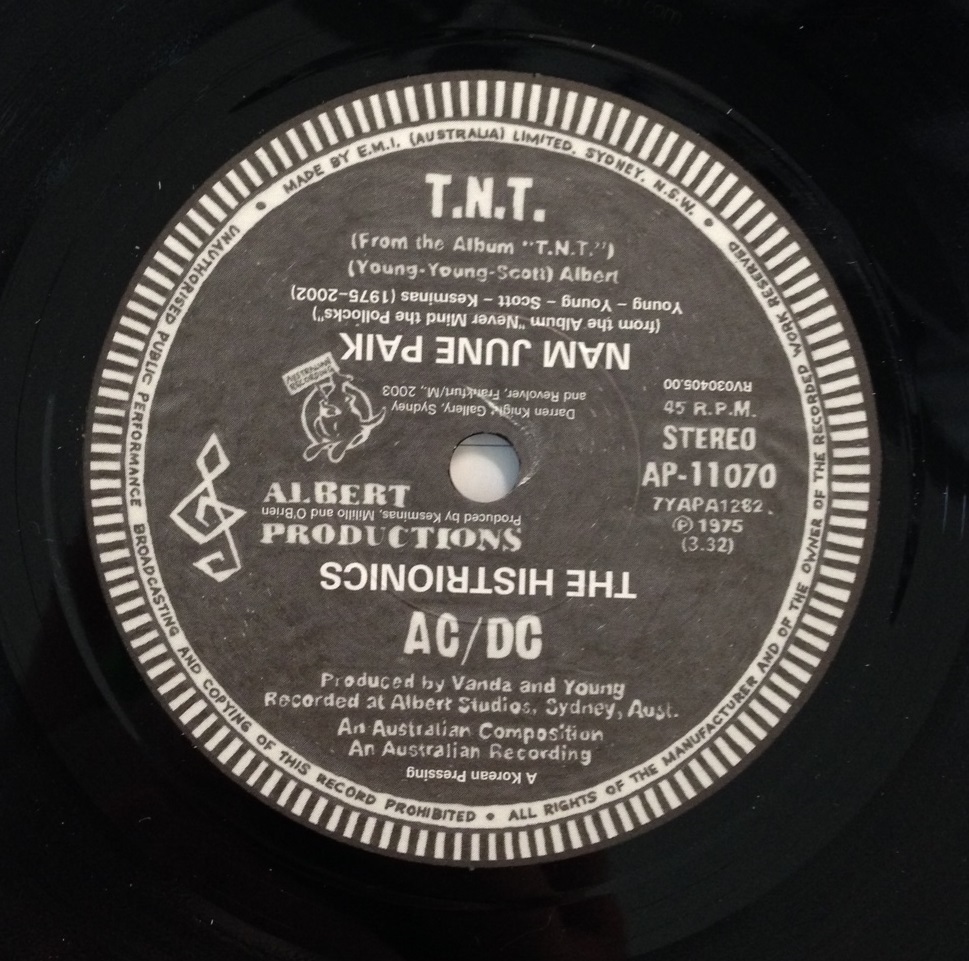 MADE BY E.M.I. (AUSTRALIA) LIMITED. SYDNEY. N.S.W.
T.N.T.
(From the Album "T.N.T.")
(Young-Young-Scott) Albert
Young – Young – Scott – Kesminas (1975–2002)
(from the Album "Never Mind the Pollocks")
NAM JUNE PAIK
RV030405.00
45 R.P.M.
STEREO
AP-11070
7YAPA1282.
℗ 1975
(3.32)
Darren Knight Gallery, Sydney
and Revolver, Frankfurt/M., 2003
ALBERT
PRODUCTIONS
Produced by Kesminas, Milillo and O'Brien
THE HISTRIONICS
AC/DC
Produced by Vanda and Young
Recorded at Albert Studios, Sydney, Aust.
An Australian Composition
An Australian Recording
A Korean Pressing
UNAUTHORISED PUBLIC PERFORMANCE BROADCASTING AND COPYING OF THIS RECORD PROHIBITED • ALL RIGHTS OF THE MANUFACTURER AND OF THE OWNER OF THE RECORDED WORK RESERVED